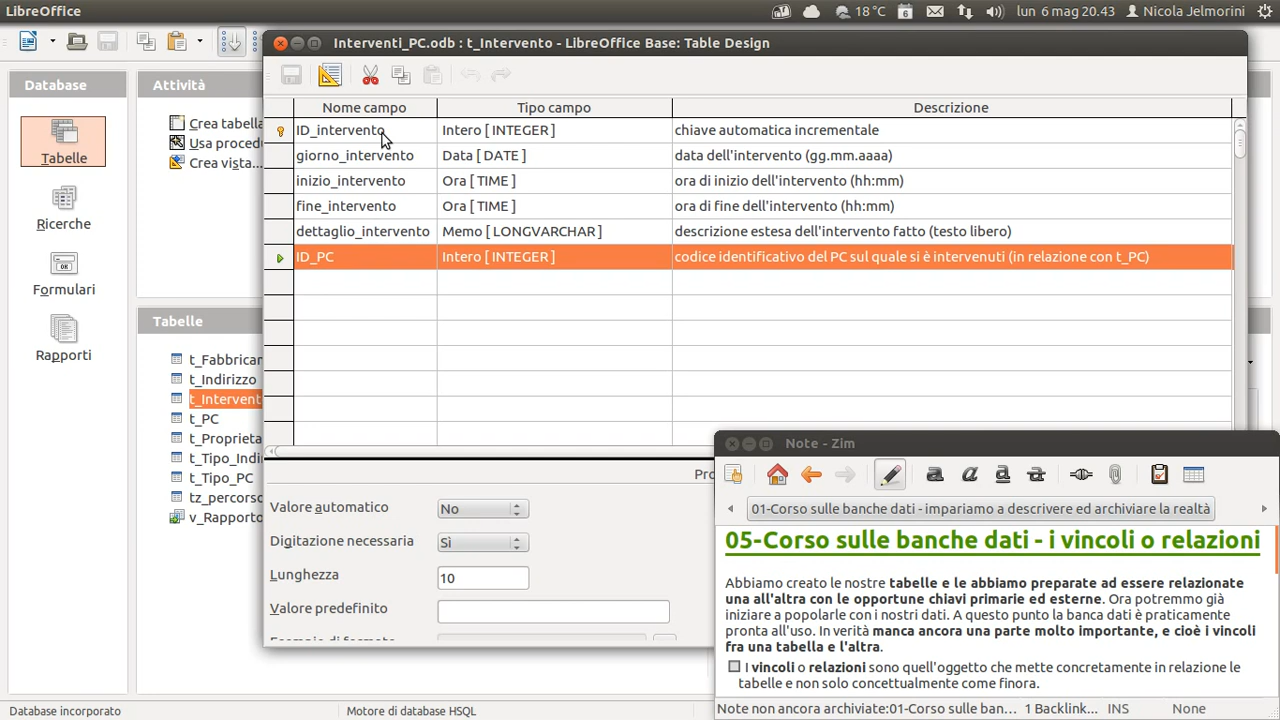 LibreOffice
18 °C
6
lun 6 mag 20.43
Nicola Jelmorini
Interventi_PC.odb : t_Intervento - LibreOffice Base: Table Design
Database
Tabelle
Ricerche
Formulari
Rapporti
Attività
Crea tabella
Usa proced
Crea vista...
Tabelle
t_Fabbrican
t_Indirizzo
t_Intervent
t_PC
t_Proprieta
t_Tipo_Indi
t_Tipo_PC
tz_percorso
v_Rapporto
Nome campo Tipo campo Descrizione
ID_intervento Intero [ INTEGER ] chiave automatica incrementale
giorno_intervento Data [ DATE ] data dell'intervento (gg.mm.aaaa)
inizio_intervento Ora [ TIME ] ora di inizio dell'intervento (hh:mm)
fine_intervento Ora [ TIME ] ora di fine dell'intervento (hh:mm)
dettaglio_intervento Memo [ LONGVARCHAR ] descrizione estesa dell'intervento fatto (testo libero)
ID_PC Intero [ INTEGER ] codice identificativo del PC sul quale si è intervenuti (in relazione con t_PC)
Pro
Valore automatico No
Digitazione necessaria Sì
Lunghezza 10
Valore predefinito
Esempio di formato
Note - Zim
01-Corso sulle banche dati - impariamo a descrivere ed archiviare la realtà
05-Corso sulle banche dati - i vincoli o relazioni
Abbiamo creato le nostre tabelle e le abbiamo preparate ad essere relazionate
una all'altra con le opportune chiavi primarie ed esterne. Ora potremmo già
iniziare a popolarle con i nostri dati. A questo punto la banca dati è praticamente
pronta all'uso. In verità manca ancora una parte molto importante, e cioè i vincoli
fra una tabella e l'altra.
I vincoli o relazioni sono quell'oggetto che mette concretamente in relazione le
tabelle e non solo concettualmente come finora.
Note non ancora archiviate:01-Corso sulle ban... 1 Backlink... INS None
Database incorporato Motore di database HSQL